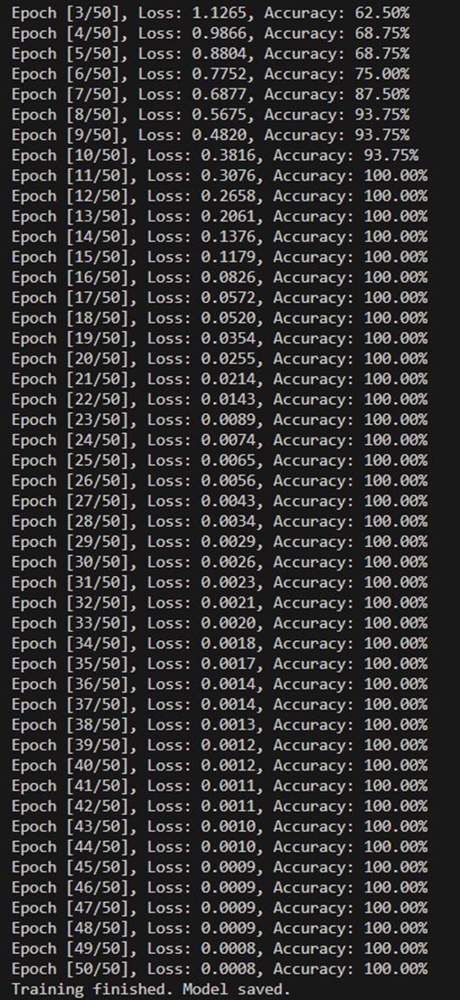 Epoch [3/50], Loss: 1.1265, Accuracy: 62.50%
Epoch [4/50], Loss: 0.9866, Accuracy: 68.75%
Epoch [5/50], Loss: 0.8804, Accuracy: 68.75%
Epoch [6/50], Loss: 0.7752, Accuracy: 75.00%
Epoch [7/50], Loss: 0.6877, Accuracy: 87.50%
Epoch [8/50], Loss: 0.5675, Accuracy: 93.75%
Epoch [9/50], Loss: 0.4820, Accuracy: 93.75%
Epoch [10/50], Loss: 0.3816, Accuracy: 93.75%
Epoch [11/50], Loss: 0.3076, Accuracy: 100.00%
Epoch [12/50], Loss: 0.2658, Accuracy: 100.00%
Epoch [13/50], Loss: 0.2061, Accuracy: 100.00%
Epoch [14/50], Loss: 0.1376, Accuracy: 100.00%
Epoch [15/50], Loss: 0.1179, Accuracy: 100.00%
Epoch [16/50], Loss: 0.0826, Accuracy: 100.00%
Epoch [17/50], Loss: 0.0572, Accuracy: 100.00%
Epoch [18/50], Loss: 0.0520, Accuracy: 100.00%
Epoch [19/50], Loss: 0.0354, Accuracy: 100.00%
Epoch [20/50], Loss: 0.0255, Accuracy: 100.00%
Epoch [21/50], Loss: 0.0214, Accuracy: 100.00%
Epoch [22/50], Loss: 0.0143, Accuracy: 100.00%
Epoch [23/50], Loss: 0.0089, Accuracy: 100.00%
Epoch [24/50], Loss: 0.0074, Accuracy: 100.00%
Epoch [25/50], Loss: 0.0065, Accuracy: 100.00%
Epoch [26/50], Loss: 0.0056, Accuracy: 100.00%
Epoch [27/50], Loss: 0.0043, Accuracy: 100.00%
Epoch [28/50], Loss: 0.0034, Accuracy: 100.00%
Epoch [29/50], Loss: 0.0029, Accuracy: 100.00%
Epoch [30/50], Loss: 0.0026, Accuracy: 100.00%
Epoch [31/50], Loss: 0.0023, Accuracy: 100.00%
Epoch [32/50], Loss: 0.0021, Accuracy: 100.00%
Epoch [33/50], Loss: 0.0020, Accuracy: 100.00%
Epoch [34/50], Loss: 0.0018, Accuracy: 100.00%
Epoch [35/50], Loss: 0.0017, Accuracy: 100.00%
Epoch [36/50], Loss: 0.0014, Accuracy: 100.00%
Epoch [37/50], Loss: 0.0014, Accuracy: 100.00%
Epoch [38/50], Loss: 0.0013, Accuracy: 100.00%
Epoch [39/50], Loss: 0.0012, Accuracy: 100.00%
Epoch [40/50], Loss: 0.0012, Accuracy: 100.00%
Epoch [41/50], Loss: 0.0011, Accuracy: 100.00%
Epoch [42/50], Loss: 0.0011, Accuracy: 100.00%
Epoch [43/50], Loss: 0.0010, Accuracy: 100.00%
Epoch [44/50], Loss: 0.0010, Accuracy: 100.00%
Epoch [45/50], Loss: 0.0009, Accuracy: 100.00%
Epoch [46/50], Loss: 0.0009, Accuracy: 100.00%
Epoch [47/50], Loss: 0.0009, Accuracy: 100.00%
Epoch [48/50], Loss: 0.0009, Accuracy: 100.00%
Epoch [49/50], Loss: 0.0008, Accuracy: 100.00%
Epoch [50/50], Loss: 0.0008, Accuracy: 100.00%
Training finished. Model saved.